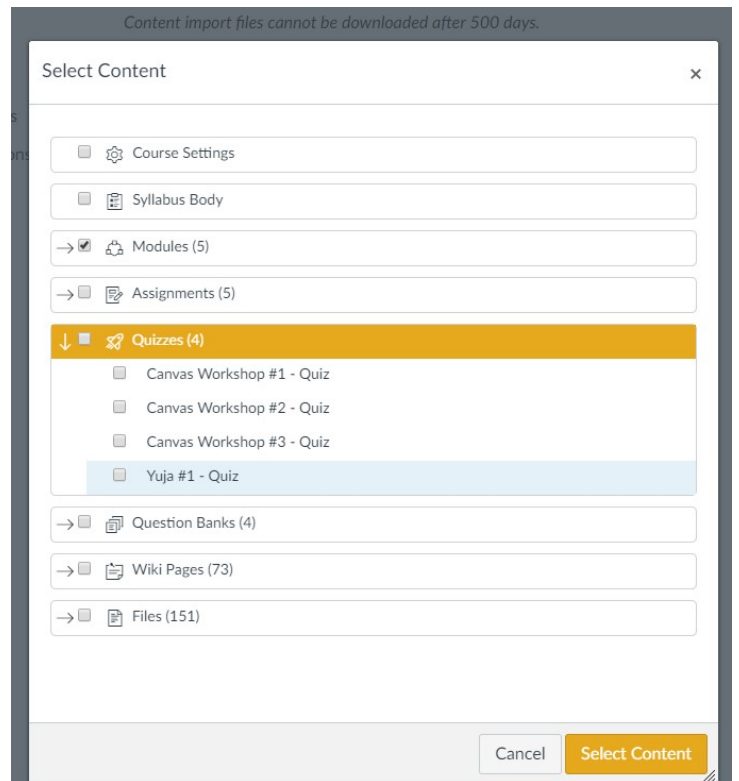 Content import files cannot be downloaded after 500 days.
Select Content
×
s
ons
Course Settings
Syllabus Body
Modules (5)
Assignments (5)
Quizzes (4)
Canvas Workshop #1 - Quiz
Canvas Workshop #2 - Quiz
Canvas Workshop #3 - Quiz
Yuja #1 - Quiz
Question Banks (4)
Wiki Pages (73)
Files (151)
Cancel
Select Content